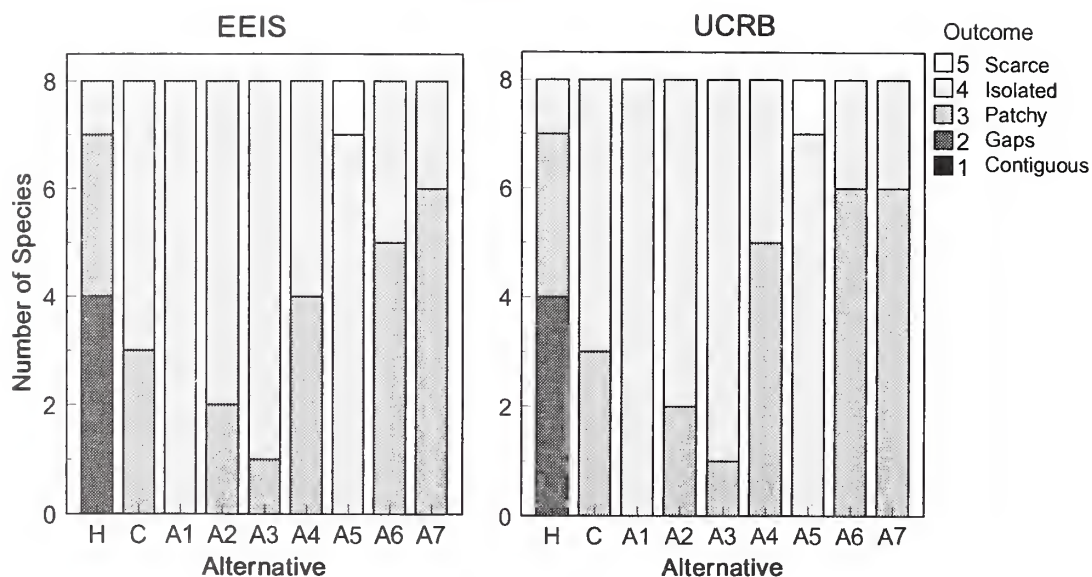 EEIS
8
6
4
2
0
Number of Species
H C A1 A2 A3 A4 A5 A6 A7
Alternative
UCRB
8
6
4
2
0
H C A1 A2 A3 A4 A5 A6 A7
Alternative
Outcome
5 Scarce
4 Isolated
3 Patchy
2 Gaps
1 Contiguous